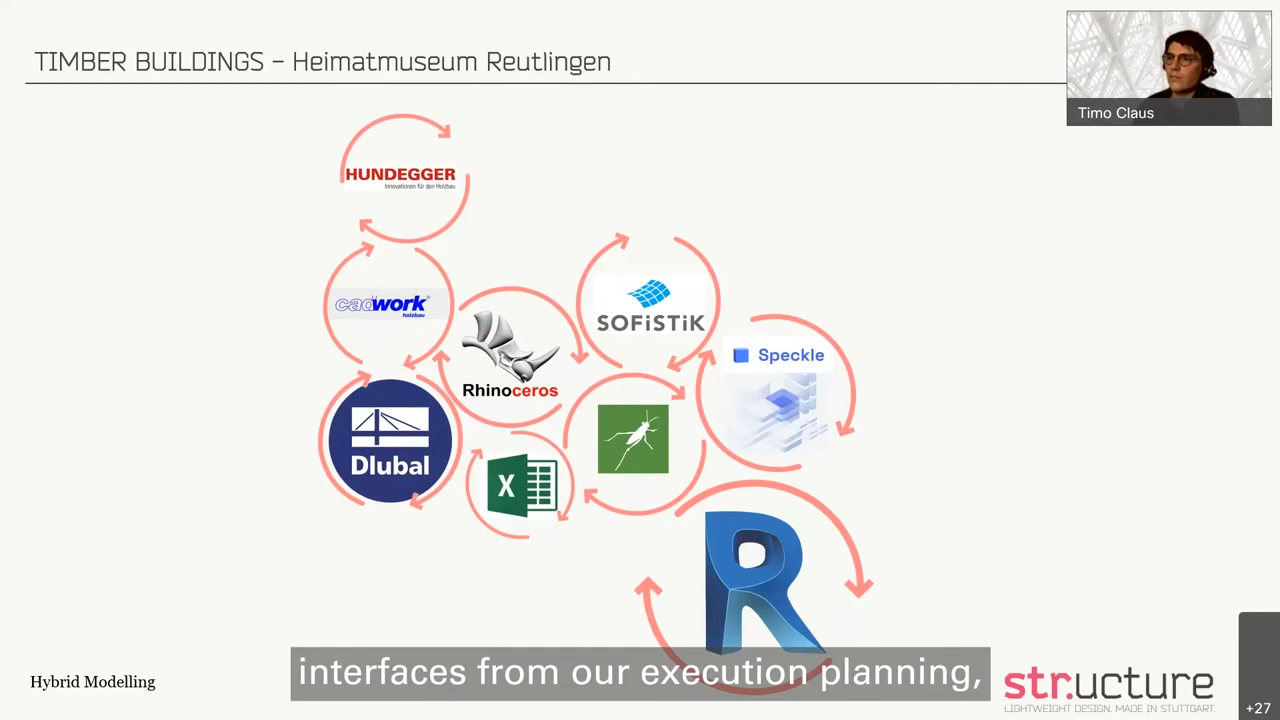 TIMBER BUILDINGS – Heimatmuseum Reutlingen
Timo Claus
HUNDEGGER
Innovationen für den Holzbau
cadwork
holzbau
Rhinoceros
SOFiSTiK
Speckle
Dlubal
X
R
interfaces from our execution planning,
Hybrid Modelling
str.ucture
LIGHTWEIGHT DESIGN. MADE IN STUTTGART.
+27